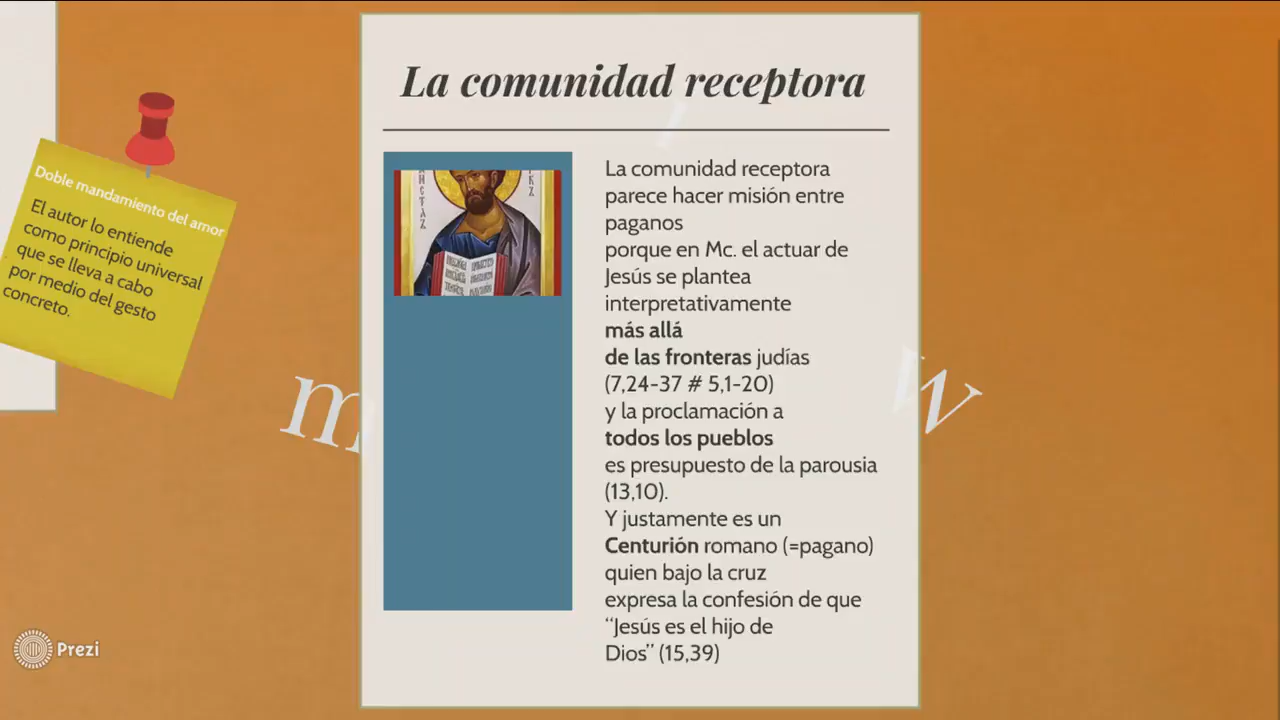 La comunidad receptora
Doble mandamiento del amor
El autor lo entiende
como principio universal
que se lleva a cabo
por medio del gesto
concreto.
La comunidad receptora
parece hacer misión entre
paganos
porque en Mc. el actuar de
Jesús se plantea
interpretativamente
más allá
de las fronteras judías
(7,24-37 # 5,1-20)
y la proclamación a
todos los pueblos
es presupuesto de la parousia
(13,10).
Y justamente es un
Centurión romano (=pagano)
quien bajo la cruz
expresa la confesión de que
“Jesús es el hijo de
Dios” (15,39)
m
w
Prezi